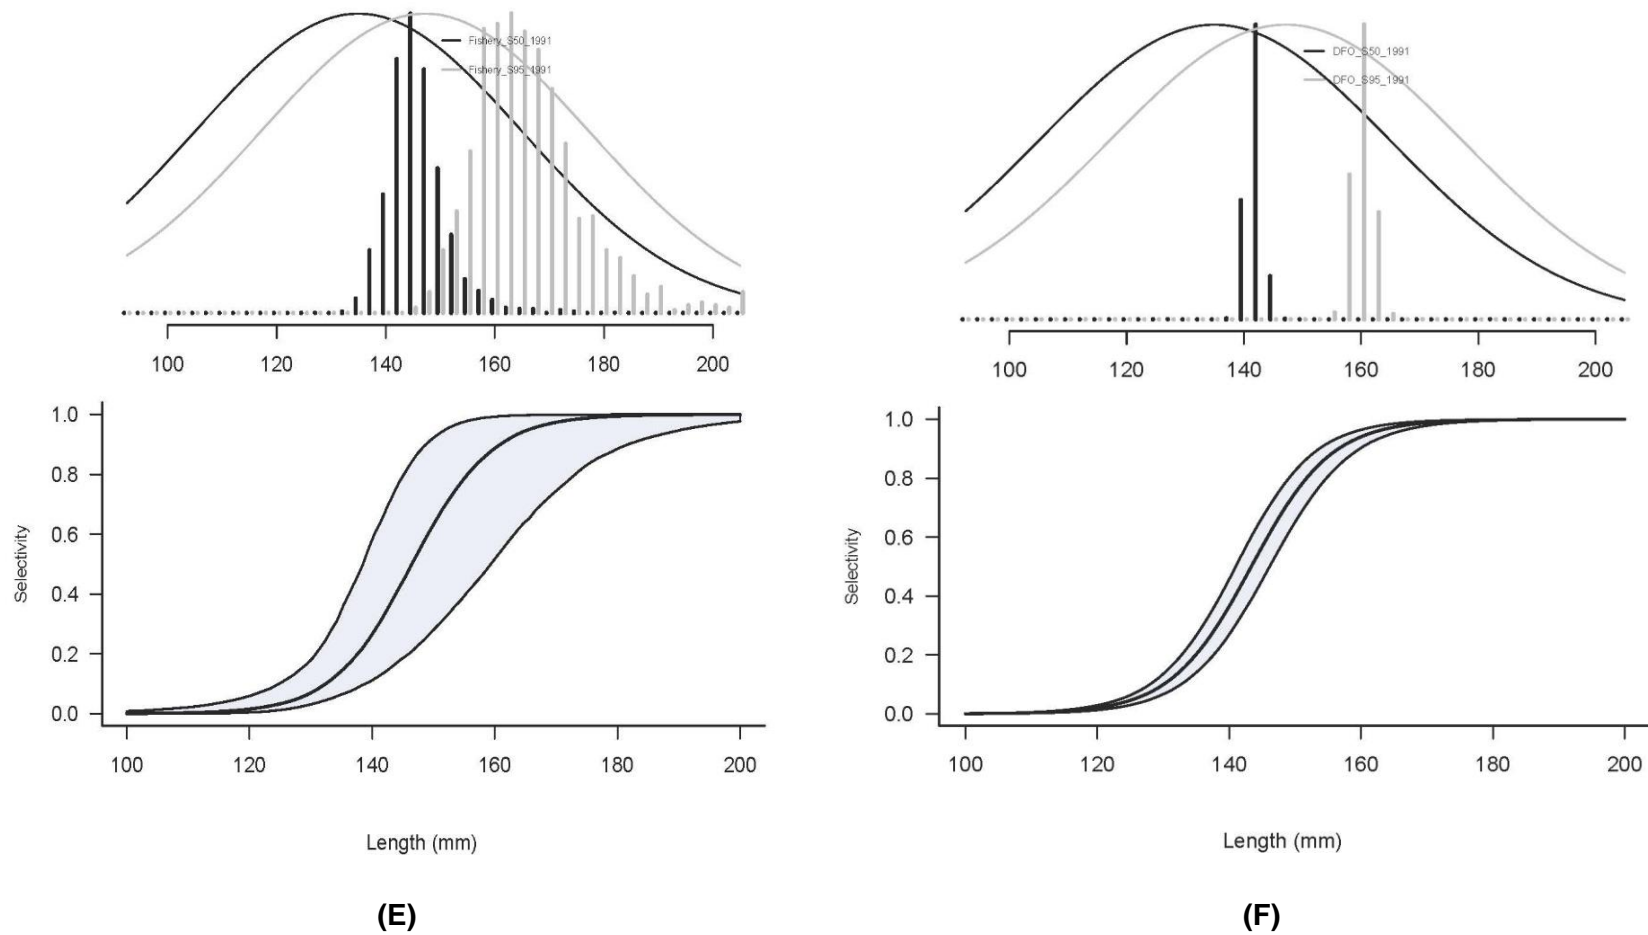 Fishery_S50_1991
Fishery_S95_1991
100 120 140 160 180 200
DFO_S50_1991
DFO_S95_1991
100 120 140 160 180 200
1.0
0.8
0.6
0.4
0.2
0.0
Selectivity
100 120 140 160 180 200
Length (mm)
(E)
1.0
0.8
0.6
0.4
0.2
0.0
Selectivity
100 120 140 160 180 200
Length (mm)
(F)